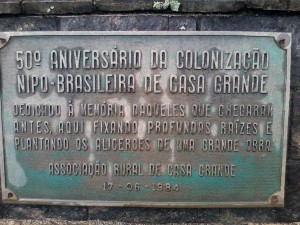 50º ANIVERSÁRIO DA COLONIZAÇÃO
NIPO-BRASILEIRA DE CASA GRANDE
DEDICADO À MEMÓRIA DAQUELES QUE CHEGARAM
ANTES, AQUI FIXANDO PROFUNDAS RAÍZES E
PLANTANDO OS ALICERCES DE UMA GRANDE OBRA
ASSOCIAÇÃO RURAL DE CASA GRANDE
17-06-1984